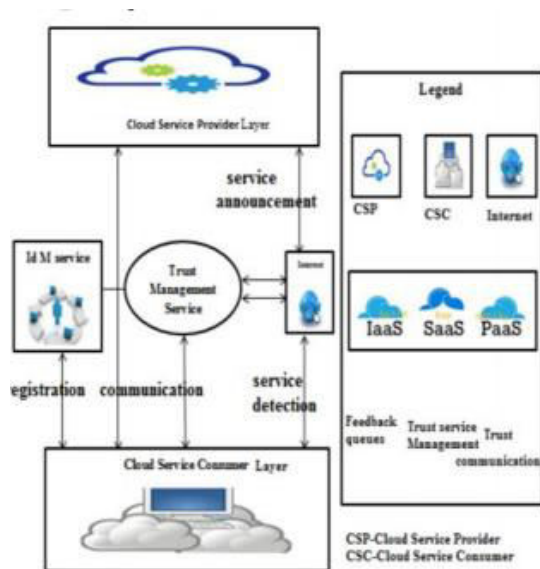 Cloud Service Provider Layer
service
announcement
Id M service
Trust
Management
Service
Internet
registration
communication
service
detection
Cloud Service Consumer Layer
Legend
CSP
CSC
Internet
IaaS
SaaS
PaaS
Feedback
queues
Trust service
Management
Trust
communication
CSP-Cloud Service Provider
CSC-Cloud Service Consumer